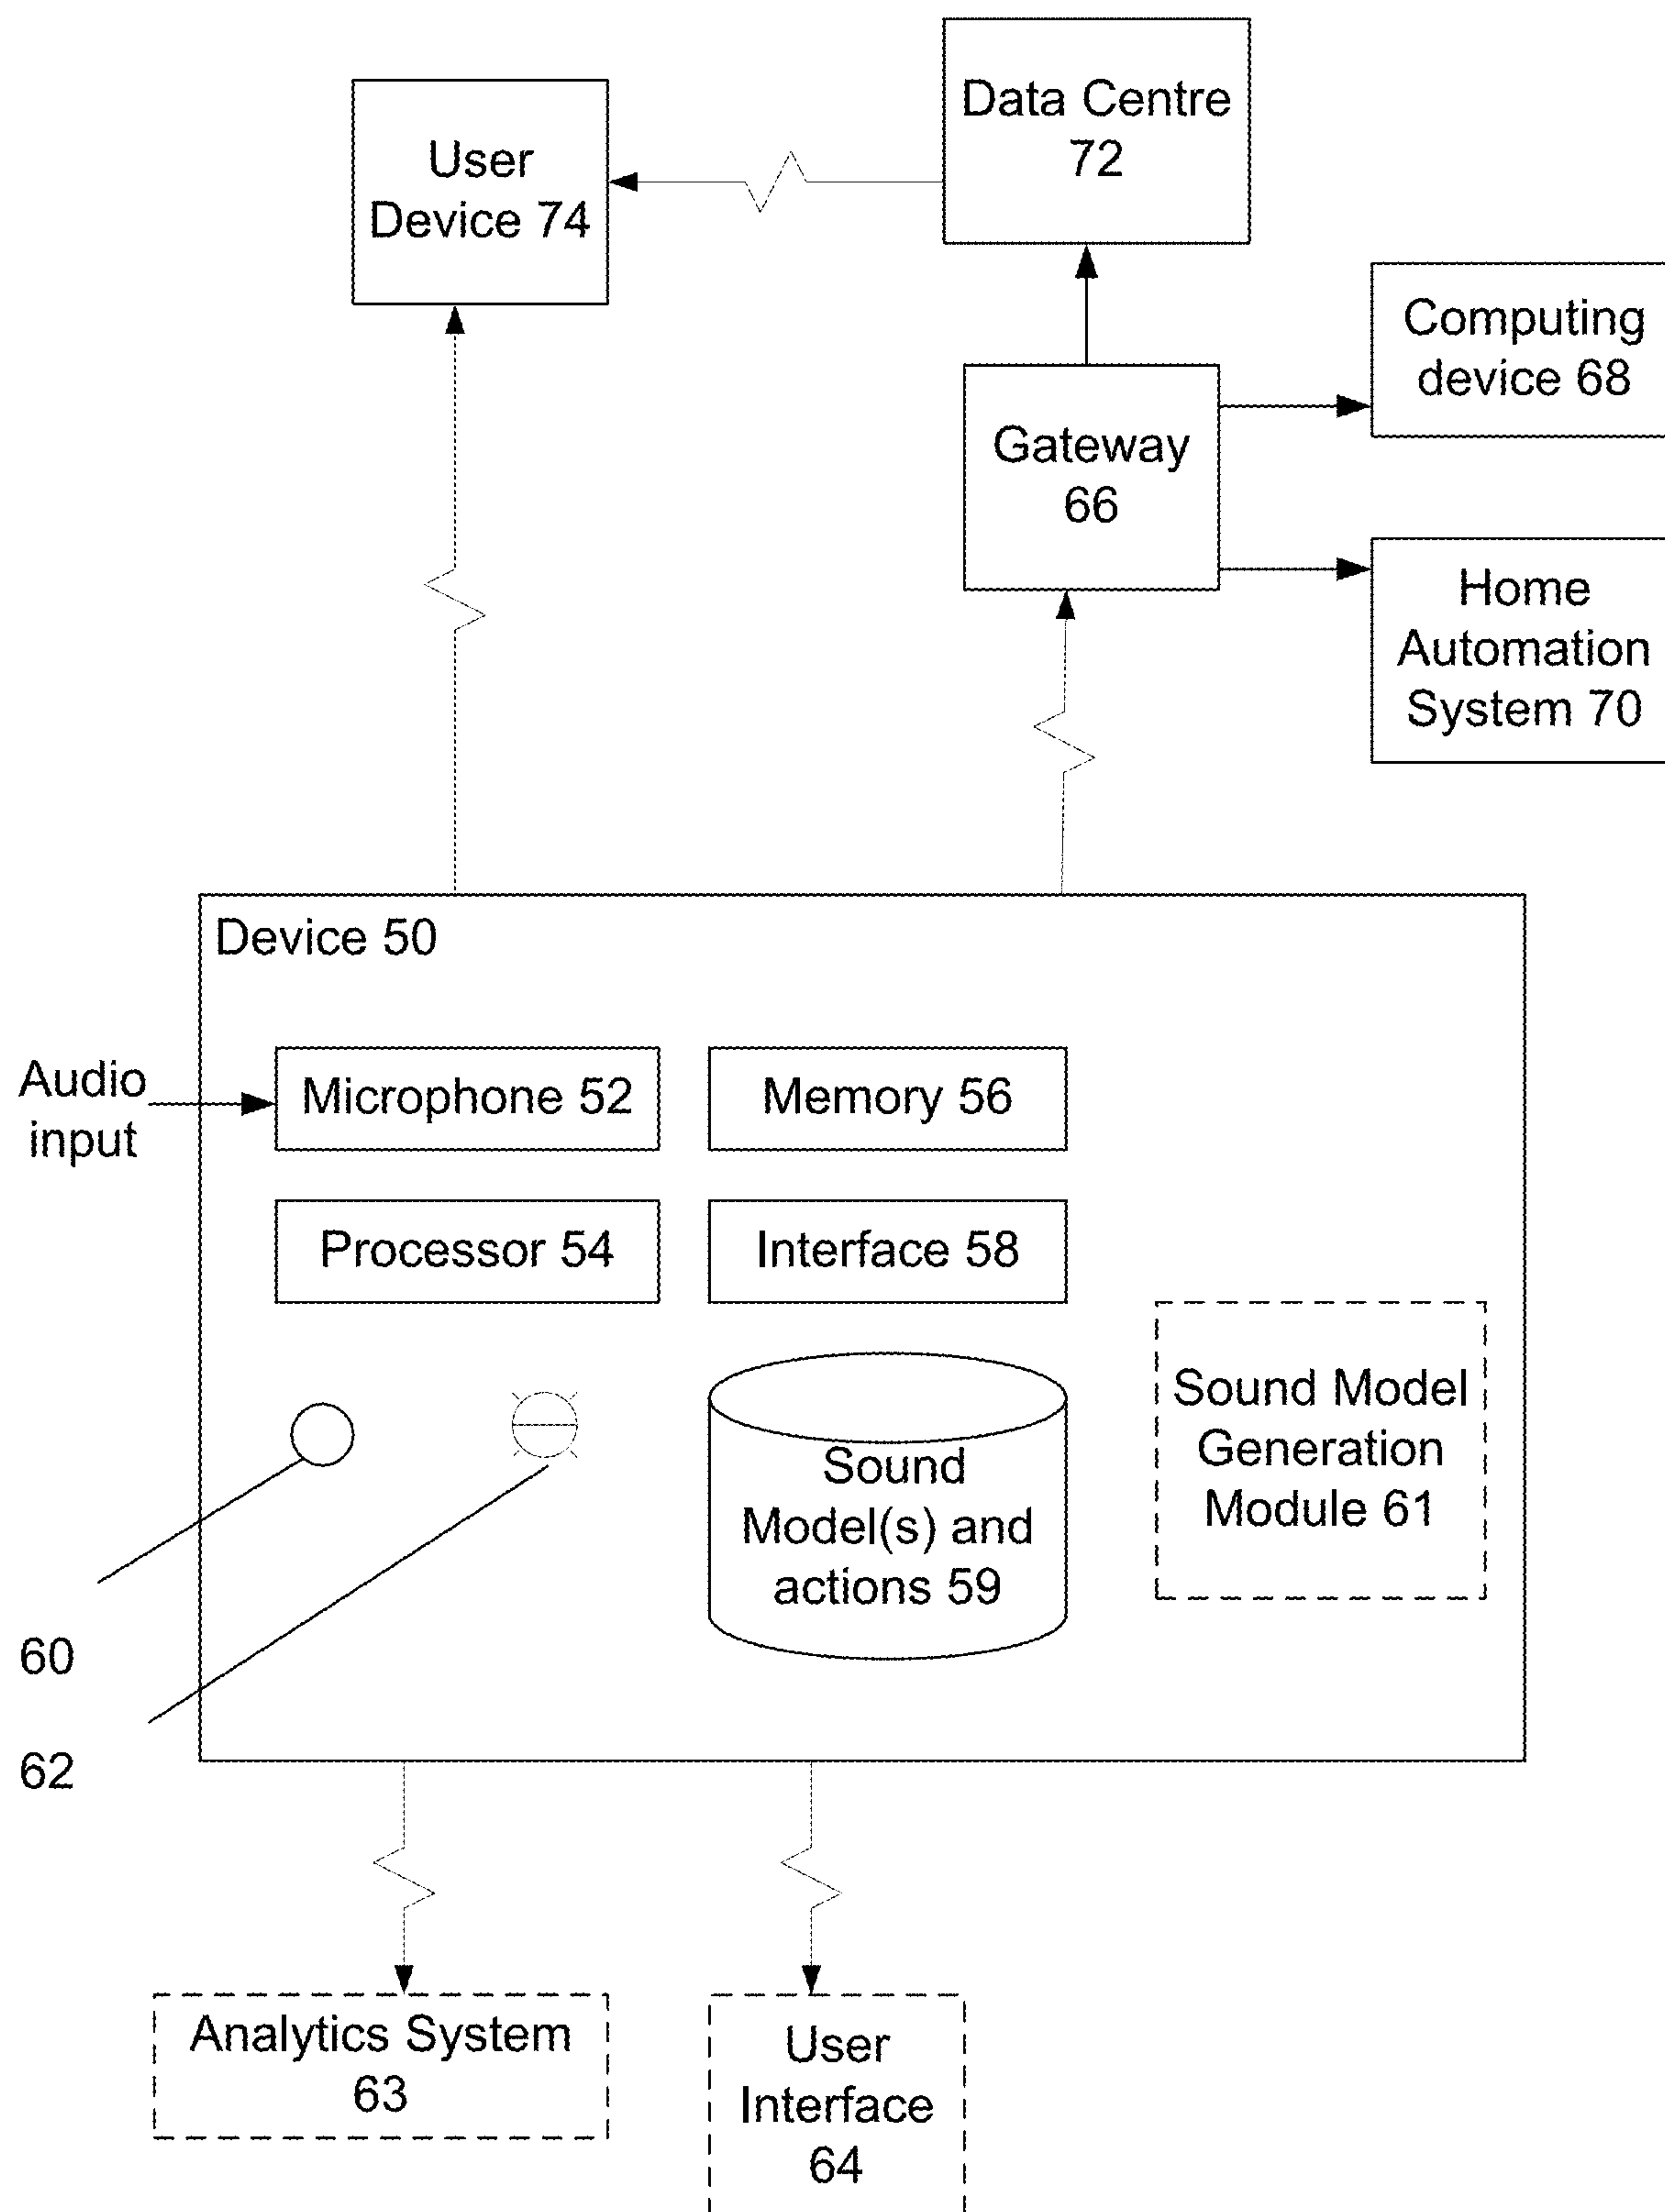 Data Centre
72
User
Device 74
Computing
device 68
Gateway
66
Home
Automation
System 70
Device 50
Audio
input
Microphone 52
Memory 56
Processor 54
Interface 58
Sound
Model(s) and
actions 59
Sound Model
Generation
Module 61
60
62
Analytics System
63
User
Interface
64